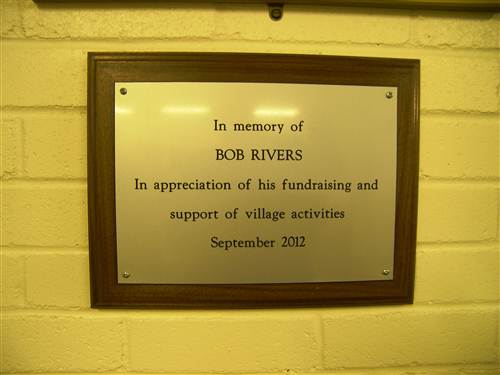 In memory of
BOB RIVERS
In appreciation of his fundraising and
support of village activities
September 2012